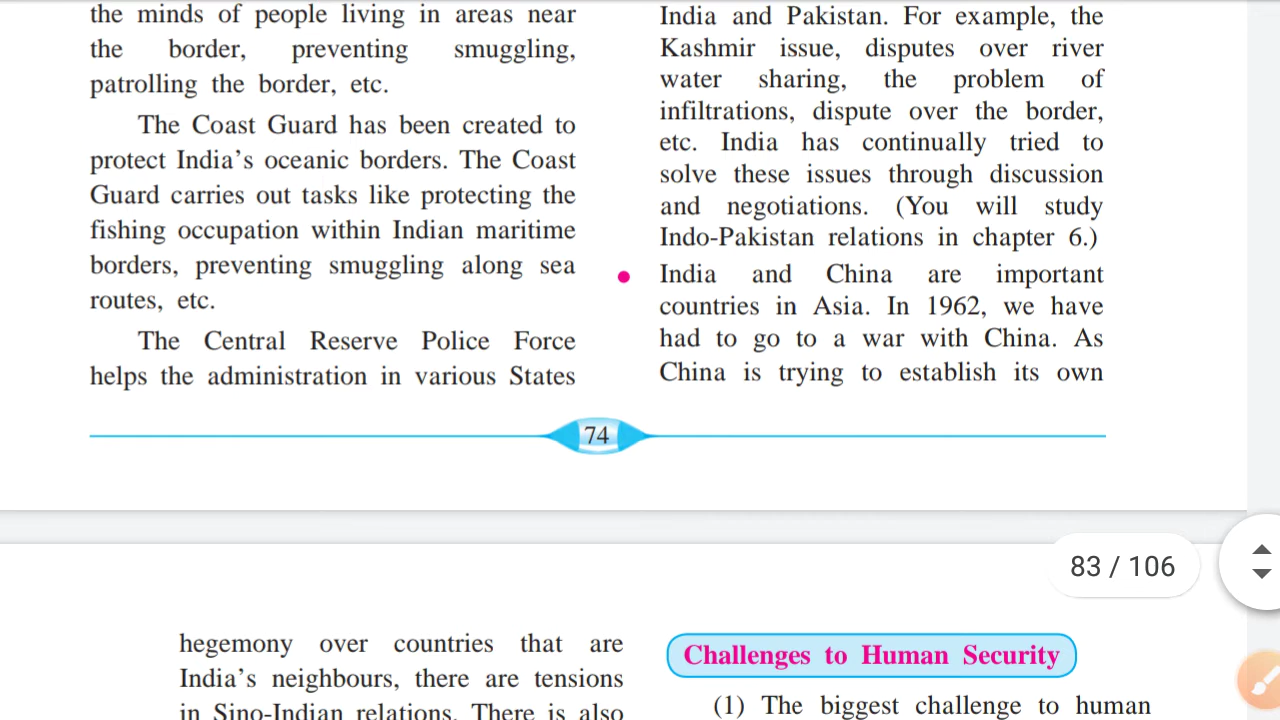 the minds of people living in areas near
the border, preventing smuggling,
patrolling the border, etc.
The Coast Guard has been created to
protect India’s oceanic borders. The Coast
Guard carries out tasks like protecting the
fishing occupation within Indian maritime
borders, preventing smuggling along sea
routes, etc.
The Central Reserve Police Force
helps the administration in various States
India and Pakistan. For example, the
Kashmir issue, disputes over river
water sharing, the problem of
infiltrations, dispute over the border,
etc. India has continually tried to
solve these issues through discussion
and negotiations. (You will study
Indo-Pakistan relations in chapter 6.)
● India and China are important
countries in Asia. In 1962, we have
had to go to a war with China. As
China is trying to establish its own
74
83 / 106
hegemony over countries that are
India’s neighbours, there are tensions
in Sino-Indian relations. There is also
Challenges to Human Security
(1) The biggest challenge to human